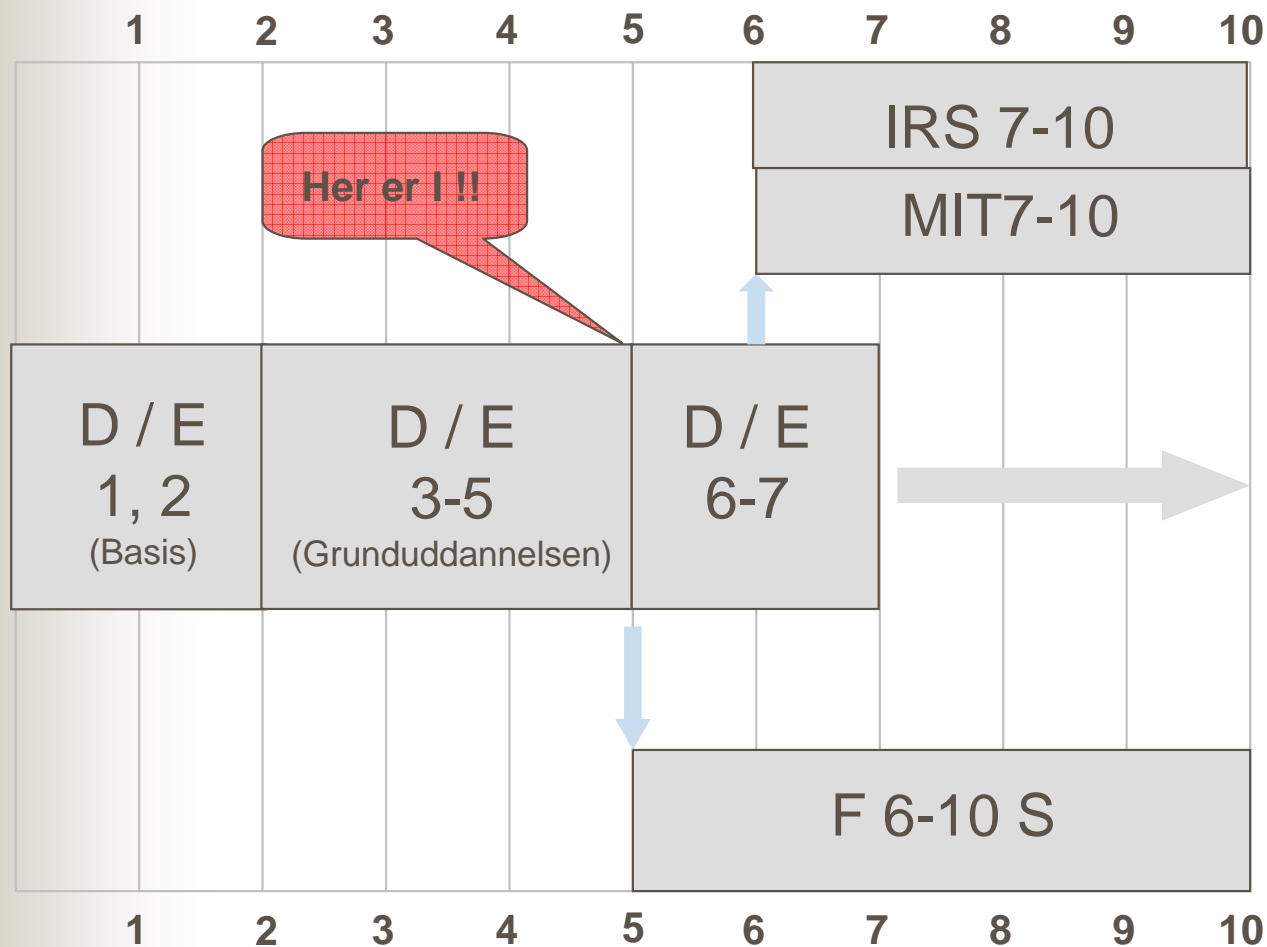 1 2 3 4 5 6 7 8 9 10
IRS 7-10
Her er I !!
MIT7-10
D / E
1, 2
(Basis)
D / E
3-5
(Grunduddannelsen)
D / E
6-7
F 6-10 S
1 2 3 4 5 6 7 8 9 10